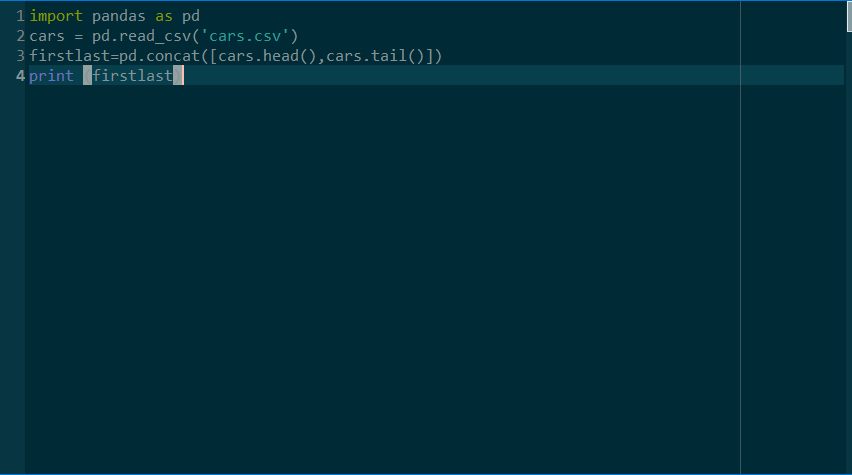 1 import pandas as pd
2 cars = pd.read_csv('cars.csv')
3 firstlast=pd.concat([cars.head(),cars.tail()])
4 print (firstlast)